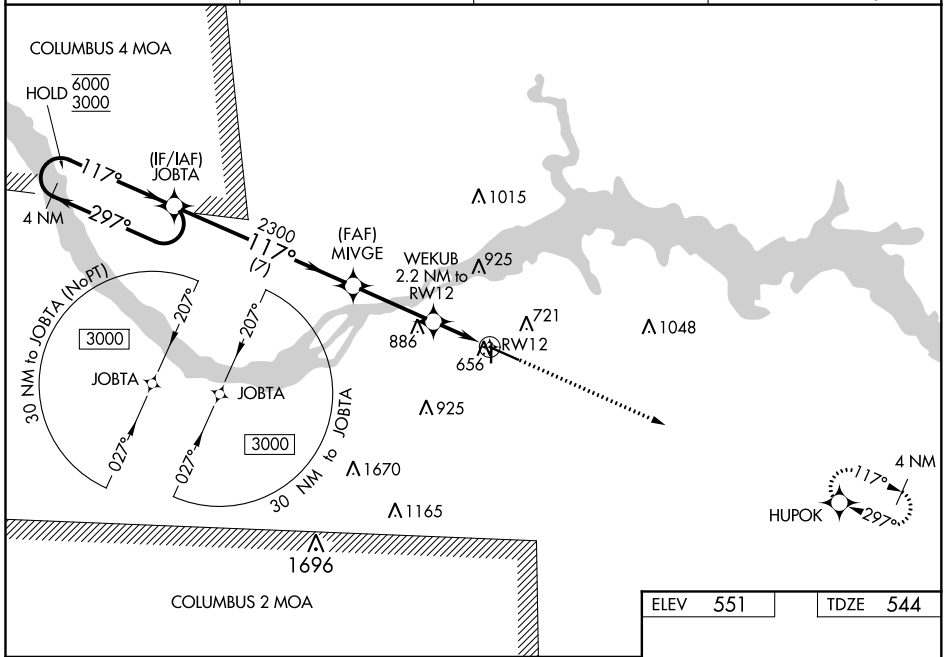 COLUMBUS 4 MOA
HOLD 6000
3000
(IF/IAF)
JOBTA
117°
297°
4 NM
2300
117°
(7)
(FAF)
MIVGE
WEKUB
2.2 NM to
RW12
1015
925
721
1048
886
656
RW12
925
1670
1165
1696
30 NM to JOBTA (NoPT)
3000
207°
JOBTA
027°
207°
JOBTA
3000
027°
30 NM to JOBTA
4 NM
117°
297°
HUPOK
COLUMBUS 2 MOA
ELEV 551
TDZE 544